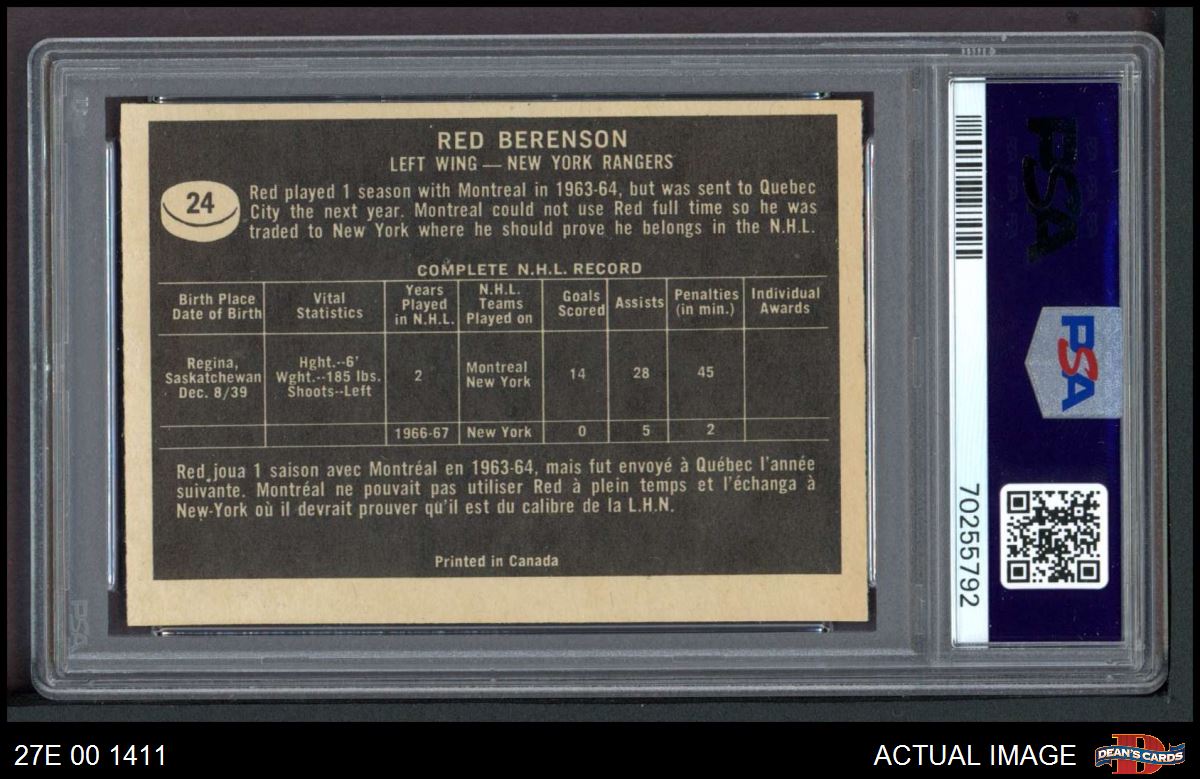 RED BERENSON
LEFT WING — NEW YORK RANGERS
24
Red played 1 season with Montreal in 1963-64, but was sent to Quebec
City the next year. Montreal could not use Red full time so he was
traded to New York where he should prove he belongs in the N.H.L.
COMPLETE N.H.L. RECORD
Birth Place
Date of Birth
Vital
Statistics
Years
Played
in N.H.L.
N.H.L.
Teams
Played on
Goals
Scored
Assists
Penalties
(in min.)
Individual
Awards
Regina,
Saskatchewan
Dec. 8/39
Hght.--6'
Wght.--185 lbs.
Shoots--Left
2
Montreal
New York
14
28
45
1966-67
New York
0
5
2
Red joua 1 saison avec Montréal en 1963-64, mais fut envoyé à Québec l'année
suivante. Montréal ne pouvait pas utiliser Red à plein temps et l'échanga à
New-York où il devrait prouver qu'il est du calibre de la L.H.N.
Printed in Canada
PSA
PSA
70255792
PSA
27E 00 1411
ACTUAL IMAGE
DEAN'S CARDS